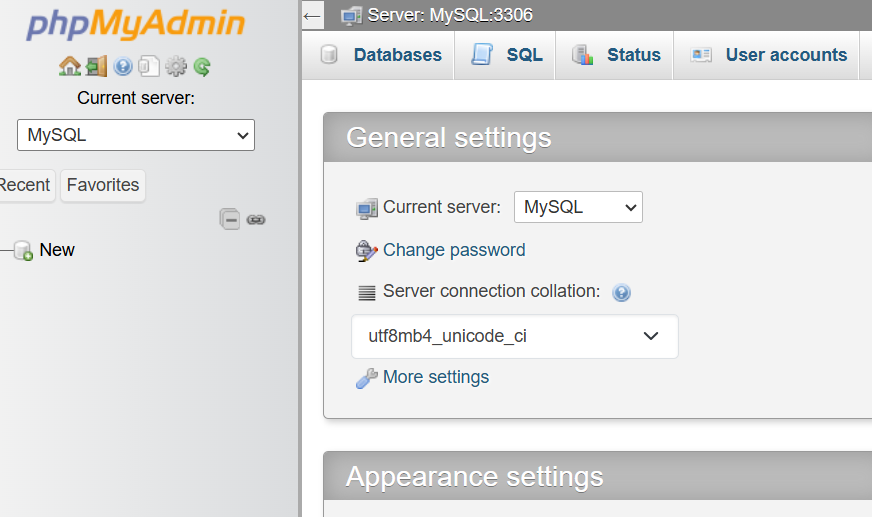 phpMyAdmin
Current server:
MySQL
Recent Favorites
New
Server: MySQL:3306
Databases SQL Status User accounts
General settings
Current server: MySQL
Change password
Server connection collation:
utf8mb4_unicode_ci
More settings
Appearance settings